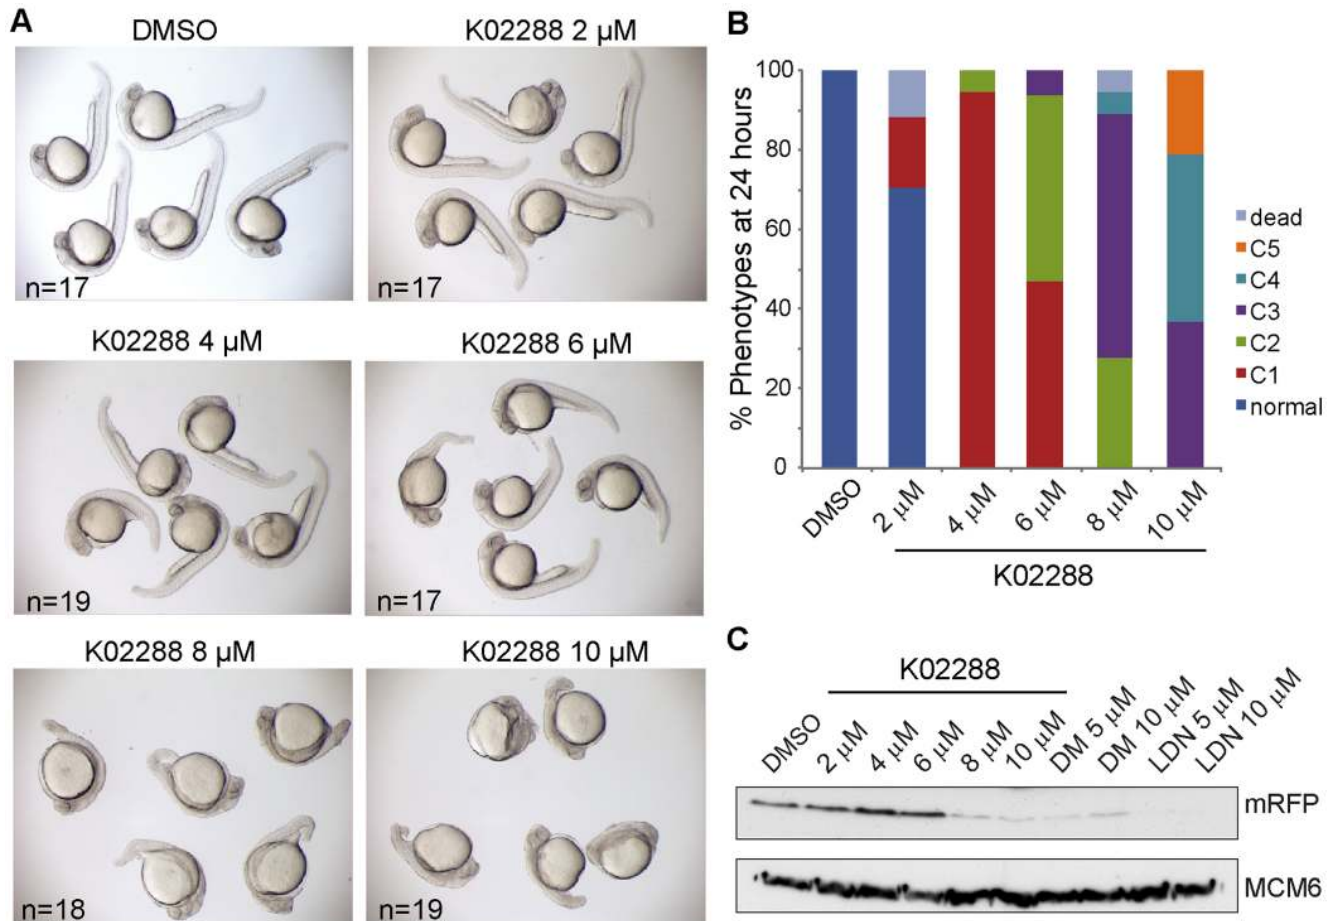 A
DMSO
K02288 2 µM
n=17
n=17
K02288 4 µM
K02288 6 µM
n=19
n=17
K02288 8 µM
K02288 10 µM
n=18
n=19
B
% Phenotypes at 24 hours
100
80
60
40
20
0
DMSO
2 µM
4 µM
6 µM
8 µM
10 µM
K02288
dead
C5
C4
C3
C2
C1
normal
C
K02288
DMSO
2 µM
4 µM
6 µM
8 µM
10 µM
DM 5 µM
DM 10 µM
LDN 5 µM
LDN 10 µM
mRFP
MCM6